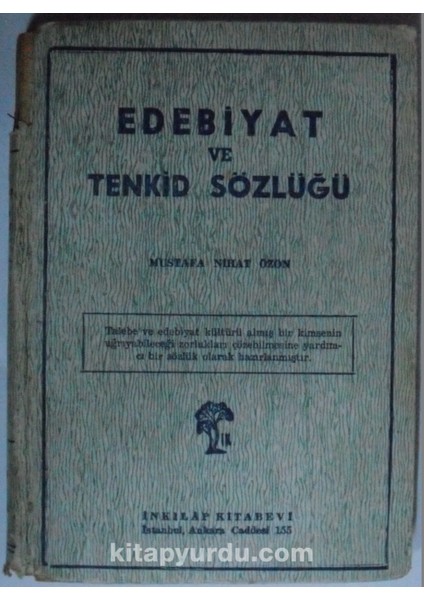 EDEBİYAT
VE
TENKİD SÖZLÜĞÜ
MUSTAFA NİHAT ÖZON
Talebe ve edebiyat kültürü almış bir kimsenin
uğrayabileceği zorlukları çözebilmesine yardım-
cı bir sözlük olarak hazırlanmıştır.
İK
İNKILÂP KİTABEVİ
İstanbul, Ankara Caddesi 155
kitapyurdu.com